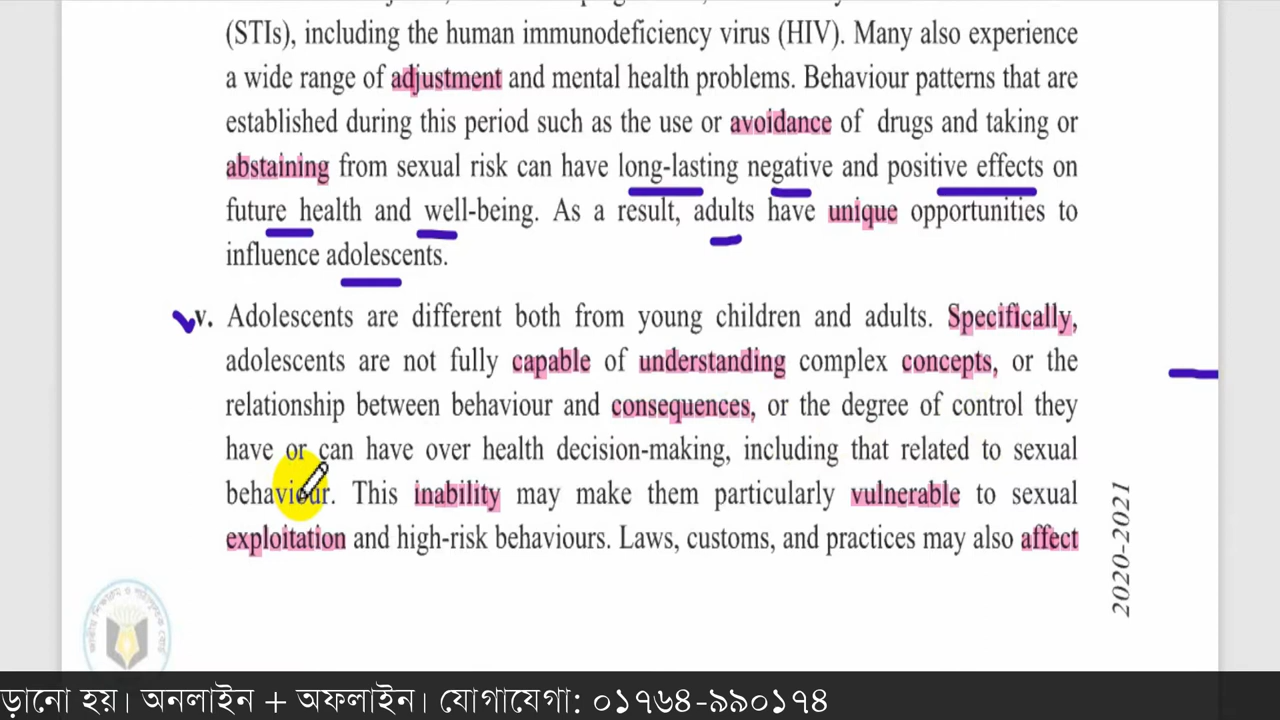 (STIs), including the human immunodeficiency virus (HIV). Many also experience
a wide range of adjustment and mental health problems. Behaviour patterns that are
established during this period such as the use or avoidance of drugs and taking or
abstaining from sexual risk can have long-lasting negative and positive effects on
future health and well-being. As a result, adults have unique opportunities to
influence adolescents.
v. Adolescents are different both from young children and adults. Specifically,
adolescents are not fully capable of understanding complex concepts, or the
relationship between behaviour and consequences, or the degree of control they
have or can have over health decision-making, including that related to sexual
behaviour. This inability may make them particularly vulnerable to sexual
exploitation and high-risk behaviours. Laws, customs, and practices may also affect
2020-2021
ড়ানো হয়। অনলাইন + অফলাইন। যোগাযোগা: ০১৭৬৪-৯৯০১৭৪